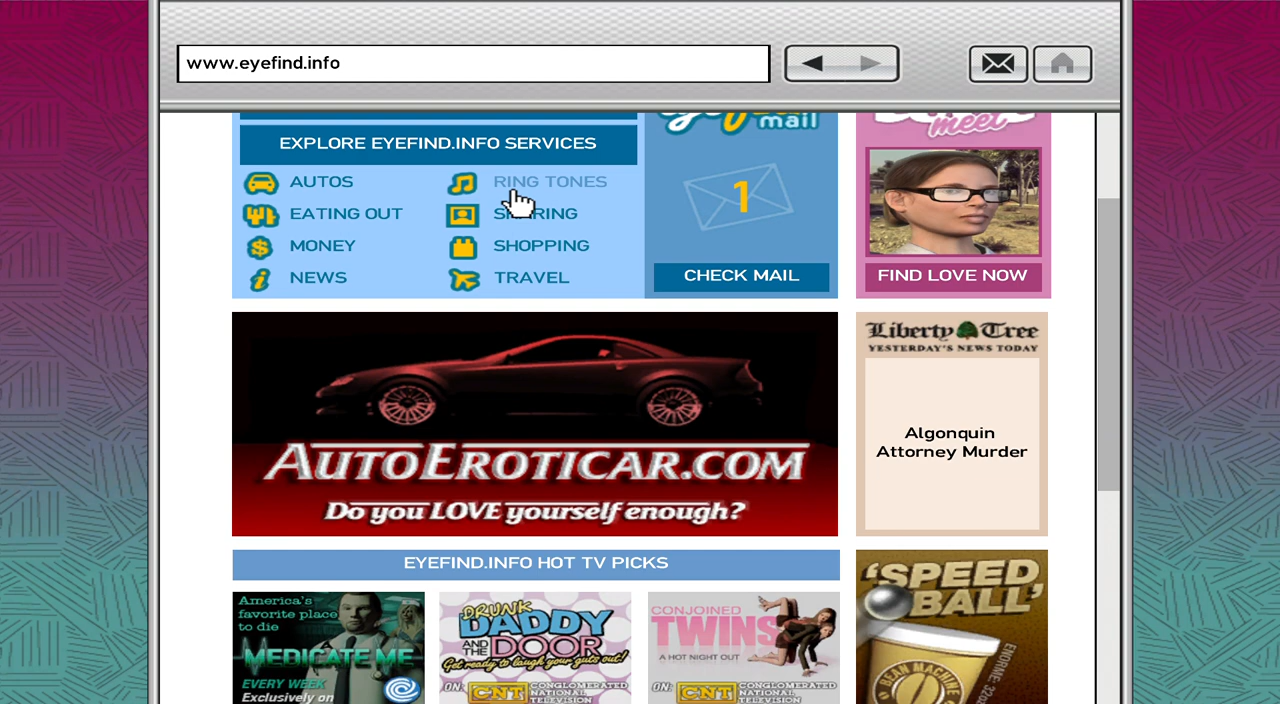 www.eyefind.info
mail
meet
EXPLORE EYEFIND.INFO SERVICES
AUTOS
RING TONES
EATING OUT
MONEY
SHOPPING
NEWS
TRAVEL
1
CHECK MAIL
FIND LOVE NOW
AUTOEROTICAR.COM
Do you LOVE yourself enough?
Liberty Tree
YESTERDAY'S NEWS TODAY
Algonquin
Attorney Murder
EYEFIND.INFO HOT TV PICKS
America's
favorite place
to die
MEDICATE ME
EVERY WEEK
Exclusively on
DRUNK
DADDY
AND THE DOOR
Get ready to laugh your guts out!
ON:
CNT
CONGLOMERATED
NATIONAL
TELEVISION
CONJOINED
TWINS
A HOT NIGHT OUT
ON:
CNT
CONGLOMERATED
NATIONAL
TELEVISION
'SPEED
BALL'
BEAN MACHINE